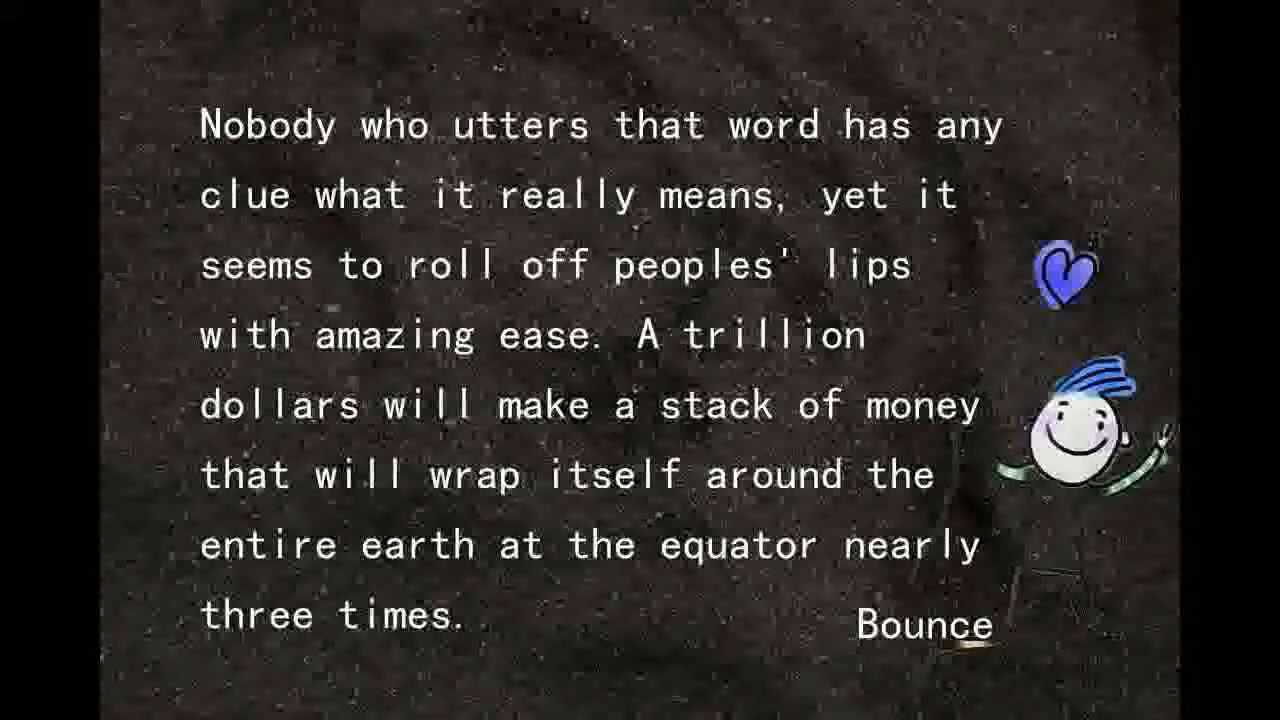 Nobody who utters that word has any
clue what it really means, yet it
seems to roll off peoples' lips
with amazing ease. A trillion
dollars will make a stack of money
that will wrap itself around the
entire earth at the equator nearly
three times.
Bounce